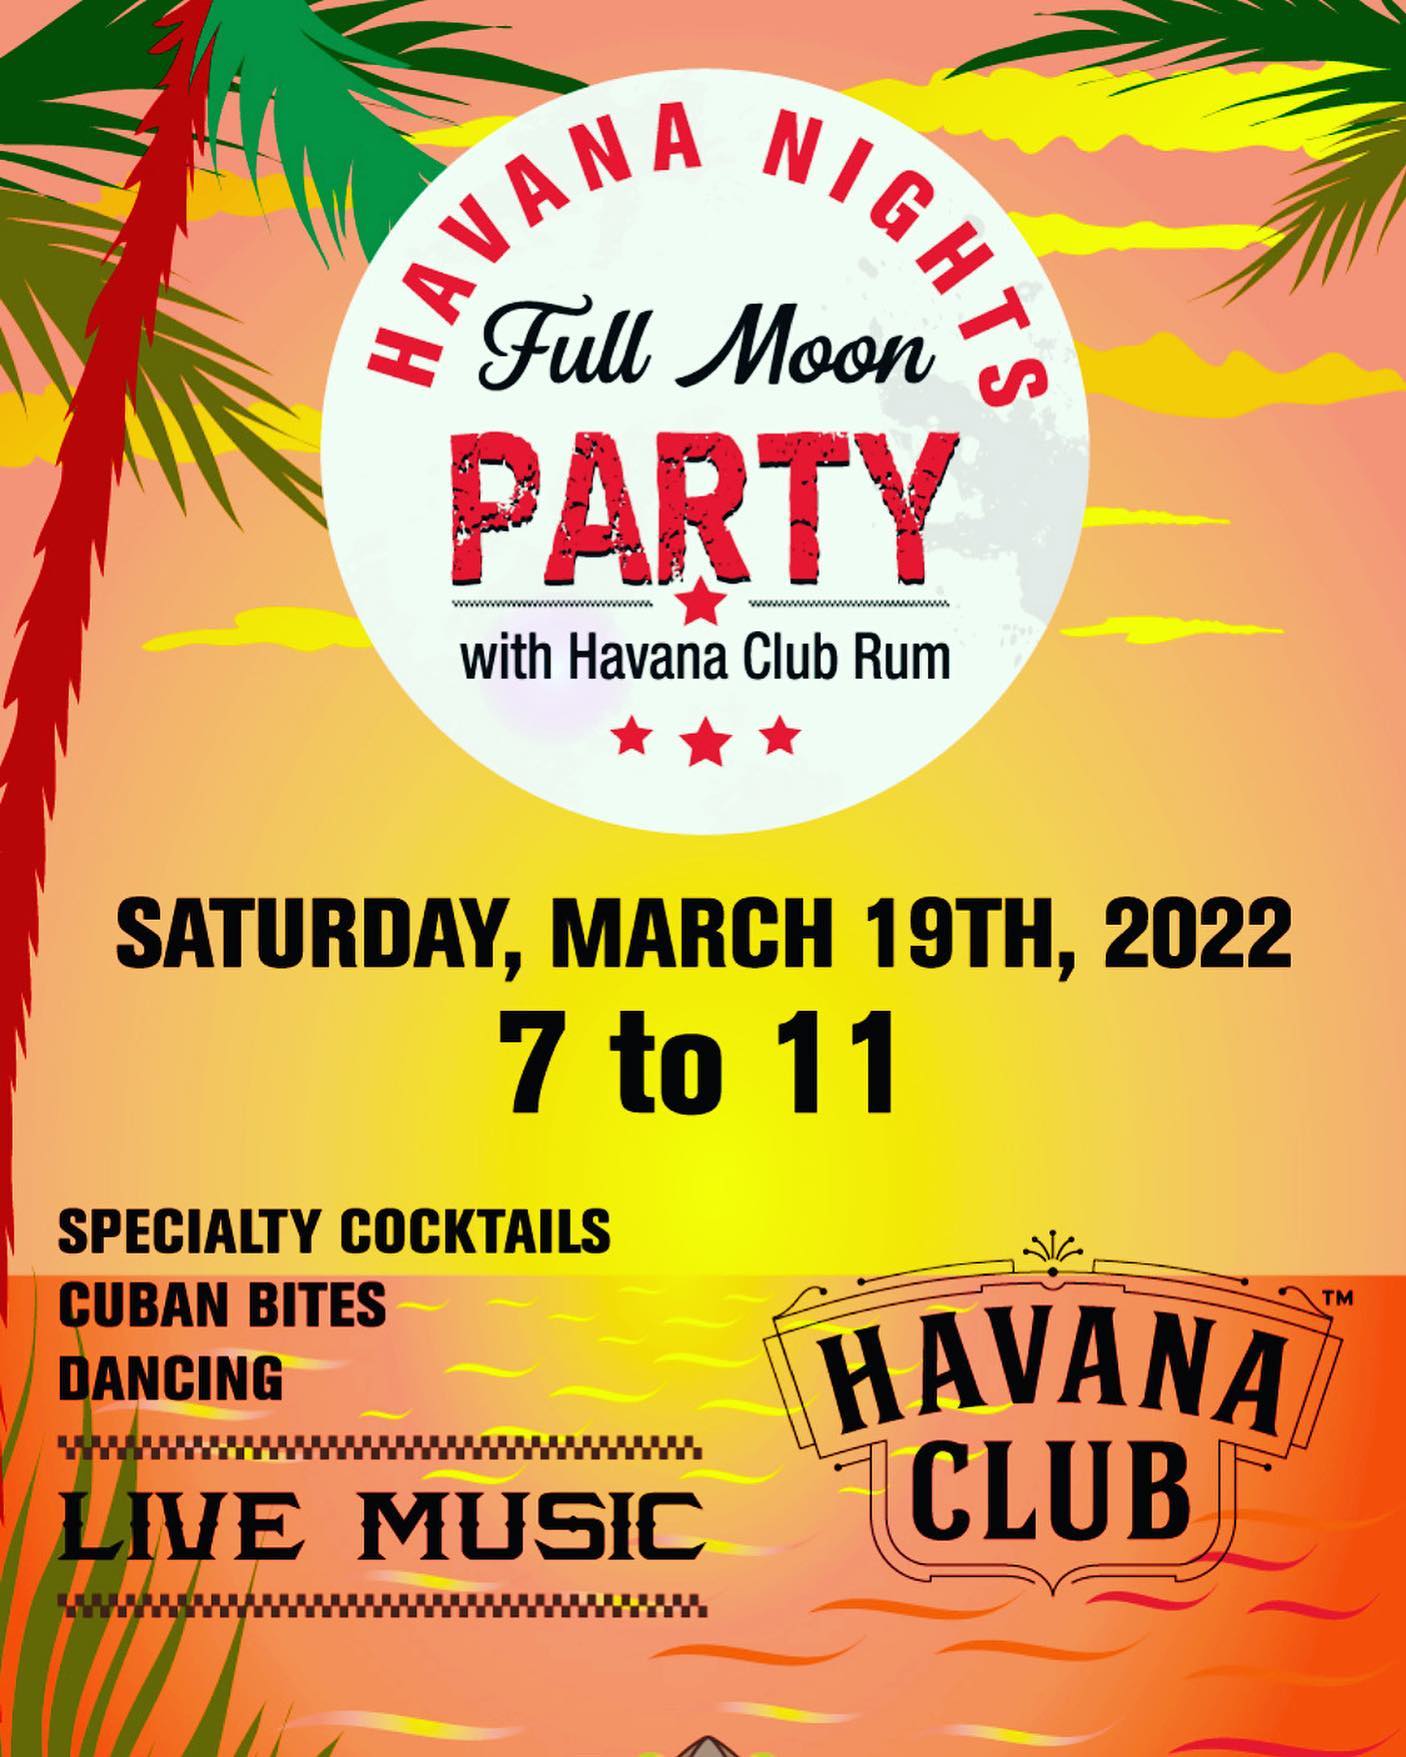 HAVANA NIGHTS
Full Moon
PARTY
with Havana Club Rum
SATURDAY, MARCH 19TH, 2022
7 to 11
SPECIALTY COCKTAILS
CUBAN BITES
DANCING
LIVE MUSIC
HAVANA
CLUB
TM